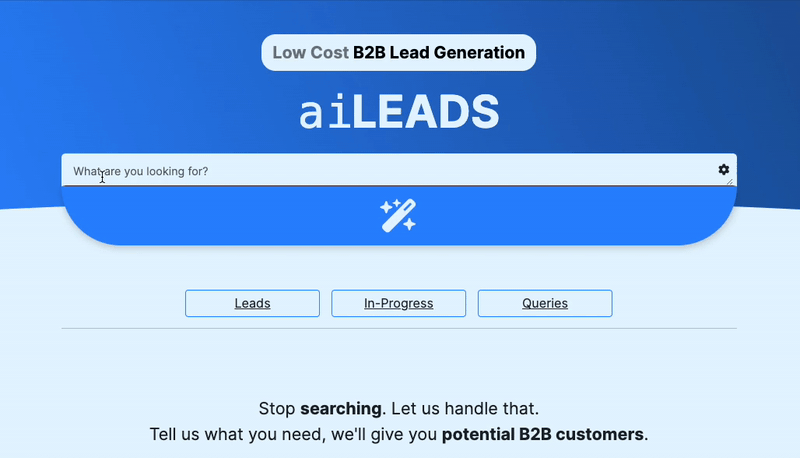 Low Cost B2B Lead Generation
aiLEADS
What are you looking for?
Leads In-Progress Queries
Stop searching. Let us handle that.
Tell us what you need, we'll give you potential B2B customers.